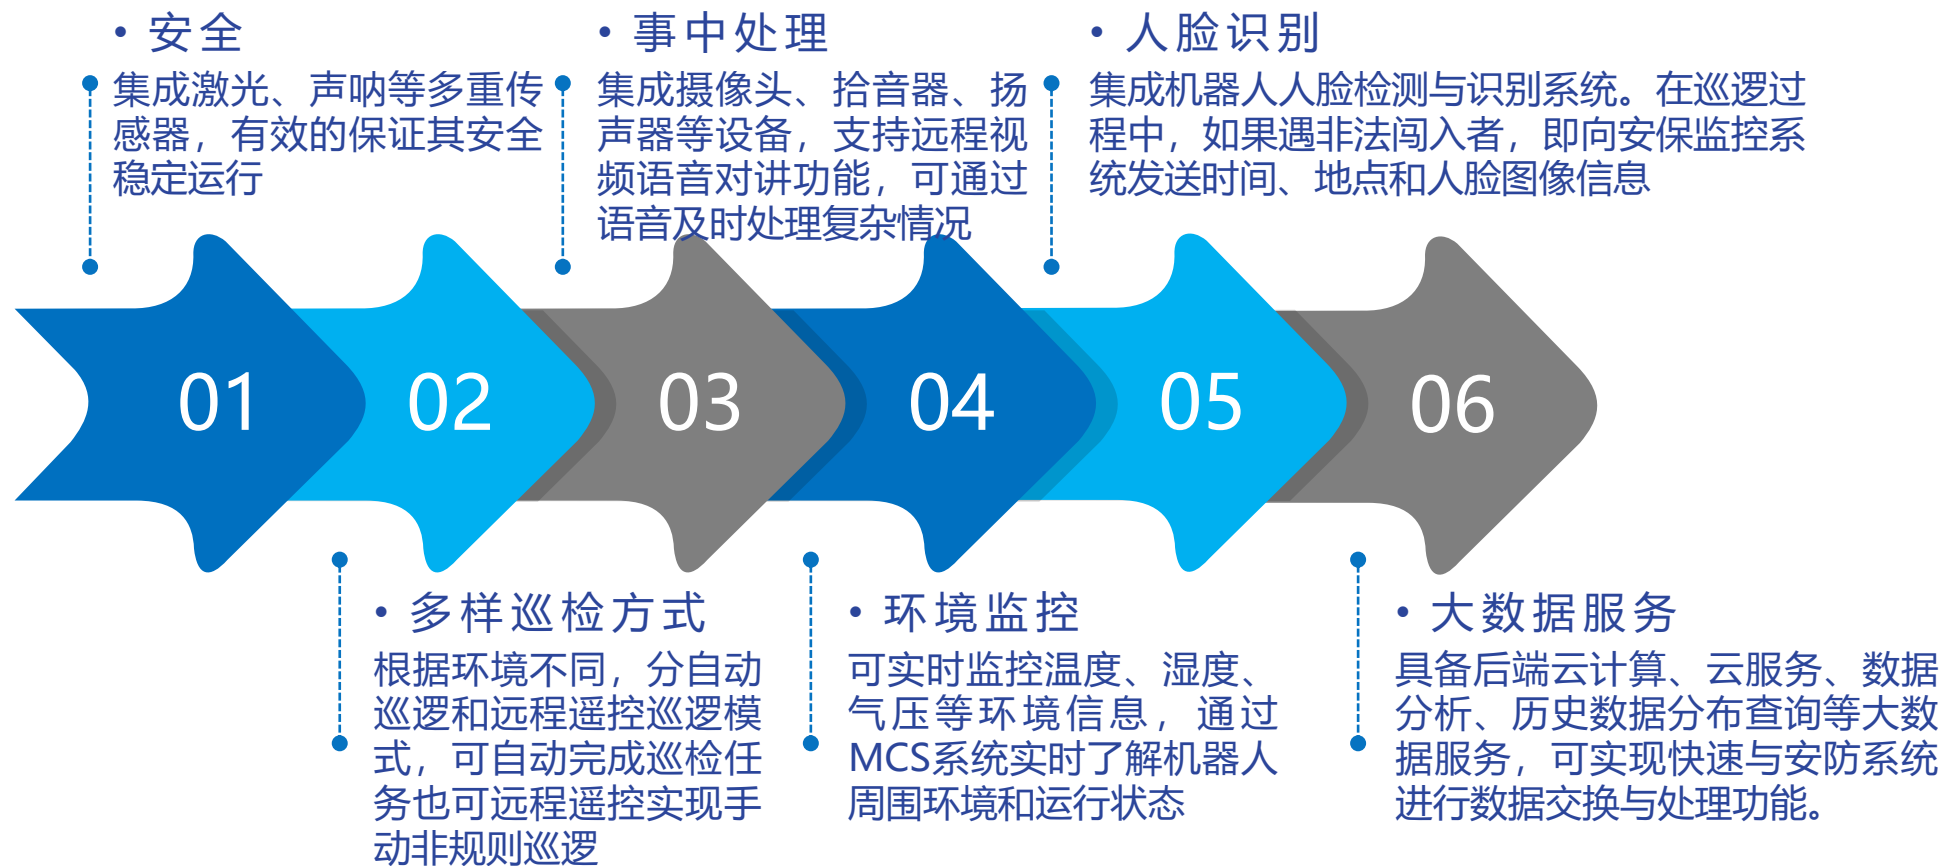 • 安全
集成激光、声呐等多重传
感器，有效的保证其安全
稳定运行
• 事中处理
集成摄像头、拾音器、扬
声器等设备，支持远程视
频语音对讲功能，可通过
语音及时处理复杂情况
• 人脸识别
集成机器人人脸检测与识别系统。在巡逻过
程中，如果遇非法闯入者，即向安保监控系
统发送时间、地点和人脸图像信息
01
02
03
04
05
06
• 多样巡检方式
根据环境不同，分自动
巡逻和远程遥控巡逻模
式，可自动完成巡检任
务也可远程遥控实现手
动非规则巡逻
• 环境监控
可实时监控温度、湿度、
气压等环境信息，通过
MCS系统实时了解机器人
周围环境和运行状态
• 大数据服务
具备后端云计算、云服务、数据
分析、历史数据分布查询等大数
据服务，可实现快速与安防系统
进行数据交换与处理功能。